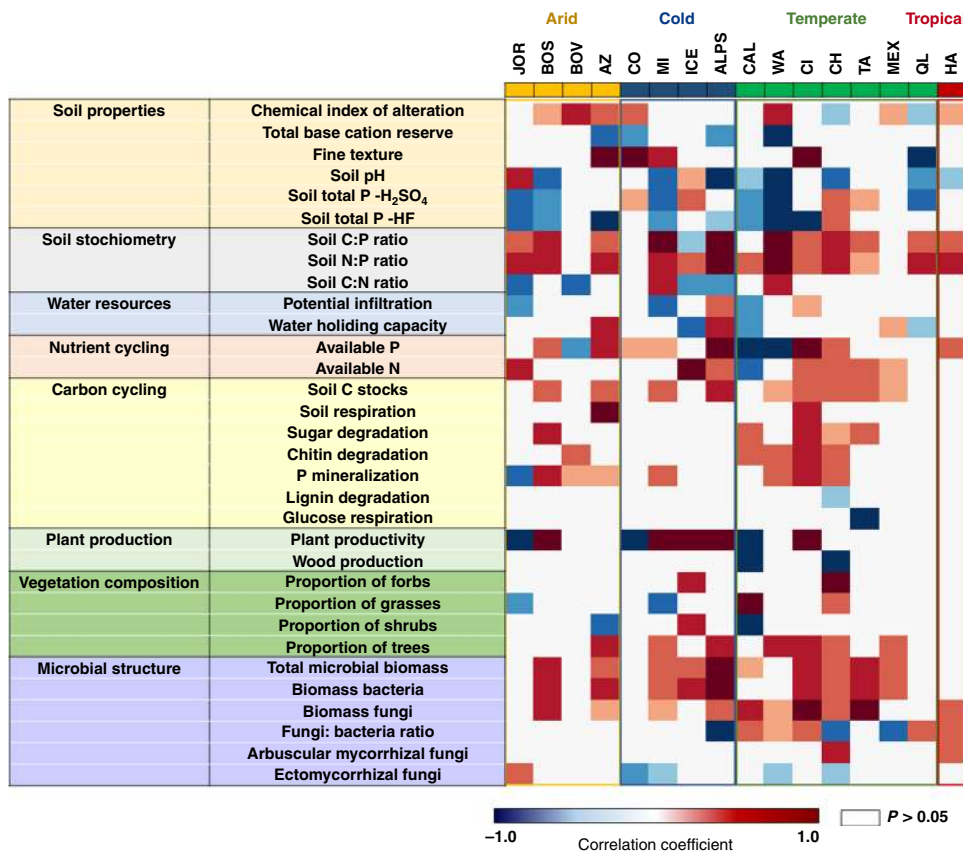 Arid Cold Temperate Tropica
JOR BOS BOV AZ CO MI ICE ALPS CAL WA CI CH TA MEX QL HA
Soil properties Chemical index of alteration
Total base cation reserve
Fine texture
Soil pH
Soil total P -H₂SO₄
Soil total P -HF
Soil stochiometry Soil C:P ratio
Soil N:P ratio
Soil C:N ratio
Water resources Potential infiltration
Water holiding capacity
Nutrient cycling Available P
Available N
Carbon cycling Soil C stocks
Soil respiration
Sugar degradation
Chitin degradation
P mineralization
Lignin degradation
Glucose respiration
Plant production Plant productivity
Wood production
Vegetation composition Proportion of forbs
Proportion of grasses
Proportion of shrubs
Proportion of trees
Microbial structure Total microbial biomass
Biomass bacteria
Biomass fungi
Fungi: bacteria ratio
Arbuscular mycorrhizal fungi
Ectomycorrhizal fungi
P > 0.05
−1.0 1.0
Correlation coefficient